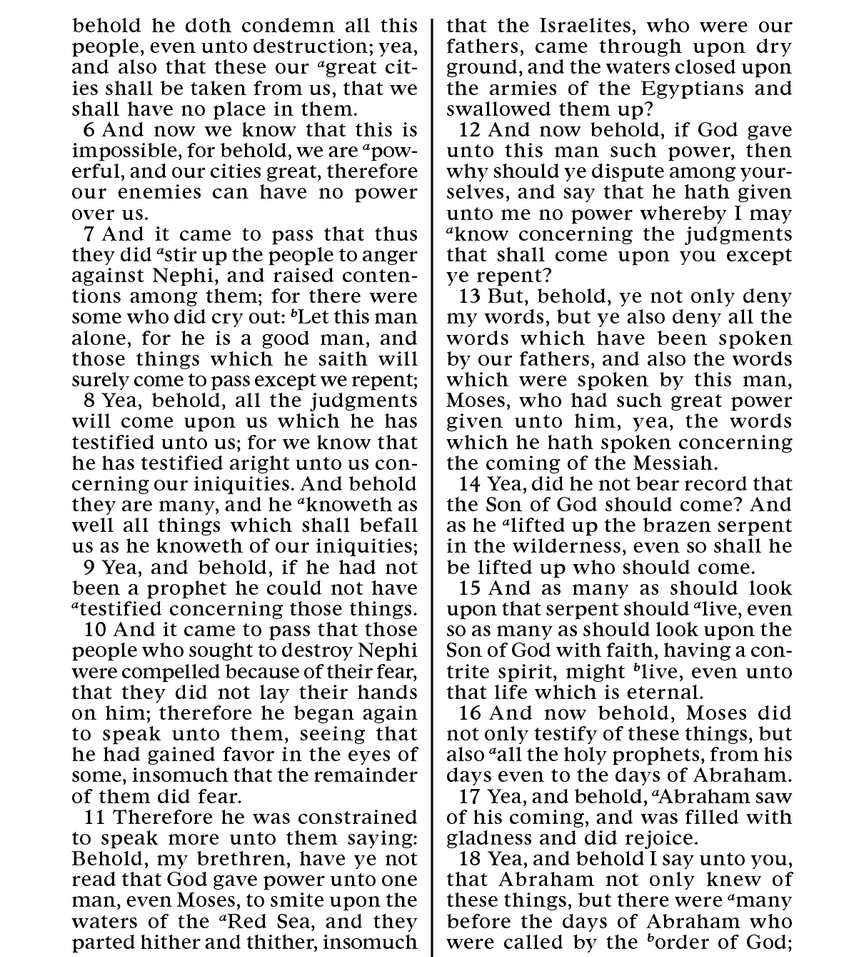 behold he doth condemn all this
people, even unto destruction; yea,
and also that these our ᵃgreat cit-
ies shall be taken from us, that we
shall have no place in them.
6 And now we know that this is
impossible, for behold, we are ᵃpow-
erful, and our cities great, therefore
our enemies can have no power
over us.
7 And it came to pass that thus
they did ᵃstir up the people to anger
against Nephi, and raised conten-
tions among them; for there were
some who did cry out: ᵇLet this man
alone, for he is a good man, and
those things which he saith will
surely come to pass except we repent;
8 Yea, behold, all the judgments
will come upon us which he has
testified unto us; for we know that
he has testified aright unto us con-
cerning our iniquities. And behold
they are many, and he ᵃknoweth as
well all things which shall befall
us as he knoweth of our iniquities;
9 Yea, and behold, if he had not
been a prophet he could not have
ᵃtestified concerning those things.
10 And it came to pass that those
people who sought to destroy Nephi
were compelled because of their fear,
that they did not lay their hands
on him; therefore he began again
to speak unto them, seeing that
he had gained favor in the eyes of
some, insomuch that the remainder
of them did fear.
11 Therefore he was constrained
to speak more unto them saying:
Behold, my brethren, have ye not
read that God gave power unto one
man, even Moses, to smite upon the
waters of the ᵃRed Sea, and they
parted hither and thither, insomuch
that the Israelites, who were our
fathers, came through upon dry
ground, and the waters closed upon
the armies of the Egyptians and
swallowed them up?
12 And now behold, if God gave
unto this man such power, then
why should ye dispute among your-
selves, and say that he hath given
unto me no power whereby I may
ᵃknow concerning the judgments
that shall come upon you except
ye repent?
13 But, behold, ye not only deny
my words, but ye also deny all the
words which have been spoken
by our fathers, and also the words
which were spoken by this man,
Moses, who had such great power
given unto him, yea, the words
which he hath spoken concerning
the coming of the Messiah.
14 Yea, did he not bear record that
the Son of God should come? And
as he ᵃlifted up the brazen serpent
in the wilderness, even so shall he
be lifted up who should come.
15 And as many as should look
upon that serpent should ᵃlive, even
so as many as should look upon the
Son of God with faith, having a con-
trite spirit, might ᵇlive, even unto
that life which is eternal.
16 And now behold, Moses did
not only testify of these things, but
also ᵃall the holy prophets, from his
days even to the days of Abraham.
17 Yea, and behold, ᵃAbraham saw
of his coming, and was filled with
gladness and did rejoice.
18 Yea, and behold I say unto you,
that Abraham not only knew of
these things, but there were ᵃmany
before the days of Abraham who
were called by the ᵇorder of God;